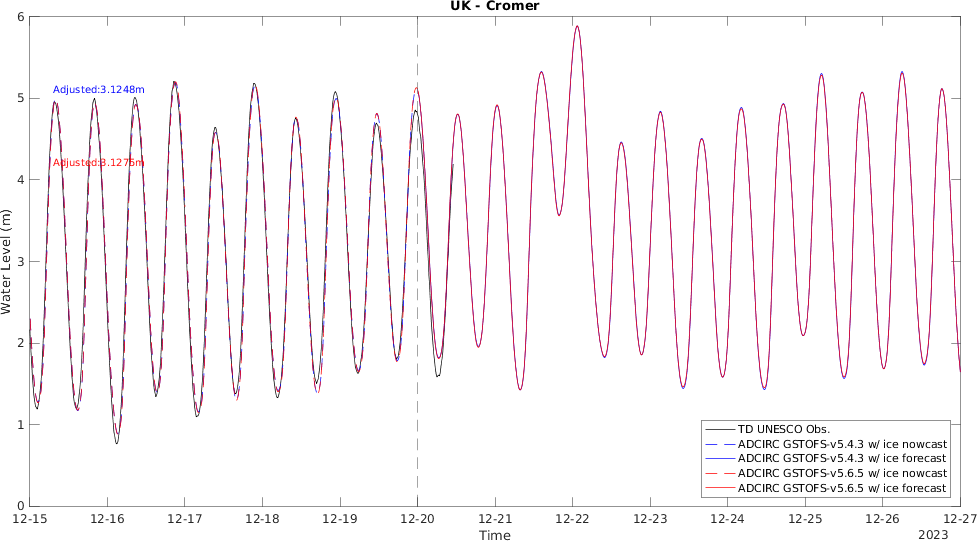 UK - Cromer
6
5
4
3
2
1
0
Water Level (m)
Adjusted:3.1248m
Adjusted:3.1275m
TD UNESCO Obs.
ADCIRC GSTOFS-v5.4.3 w/ ice nowcast
ADCIRC GSTOFS-v5.4.3 w/ ice forecast
ADCIRC GSTOFS-v5.6.5 w/ ice nowcast
ADCIRC GSTOFS-v5.6.5 w/ ice forecast
12-15 12-16 12-17 12-18 12-19 12-20 12-21 12-22 12-23 12-24 12-25 12-26 12-27
Time
2023